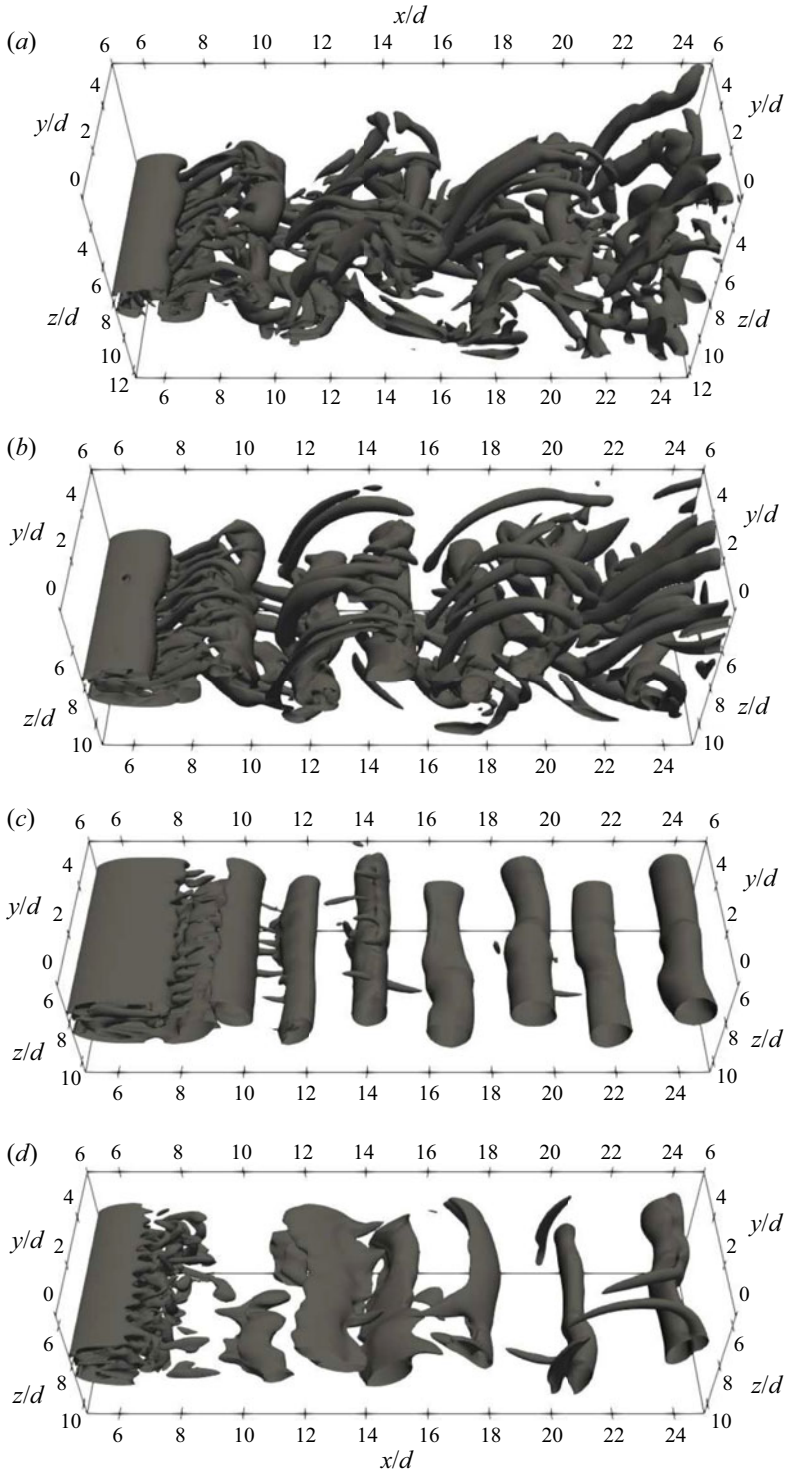 x/d
(a) 6 6 8 10 12 14 16 18 20 22 24 6
4 4
y/d y/d
2 2
0 0
4 4
6 6
z/d 8 8 z/d
10 10
12 12
6 8 10 12 14 16 18 20 22 24
(b) 6 6 8 10 12 14 16 18 20 22 24 6
4 4
y/d 2 2 y/d
0 0
6 6
8 8
z/d z/d
10 10
6 8 10 12 14 16 18 20 22 24
(c) 6 6 8 10 12 14 16 18 20 22 24 6
4 4
y/d 2 2 y/d
0 0
6 6
z/d 8 8 z/d
10 10
6 8 10 12 14 16 18 20 22 24
(d) 6 6 8 10 12 14 16 18 20 22 24 6
4 4
y/d 2 2 y/d
0 0
6 6
z/d 8 8 z/d
10 10
6 8 10 12 14 16 18 20 22 24
x/d